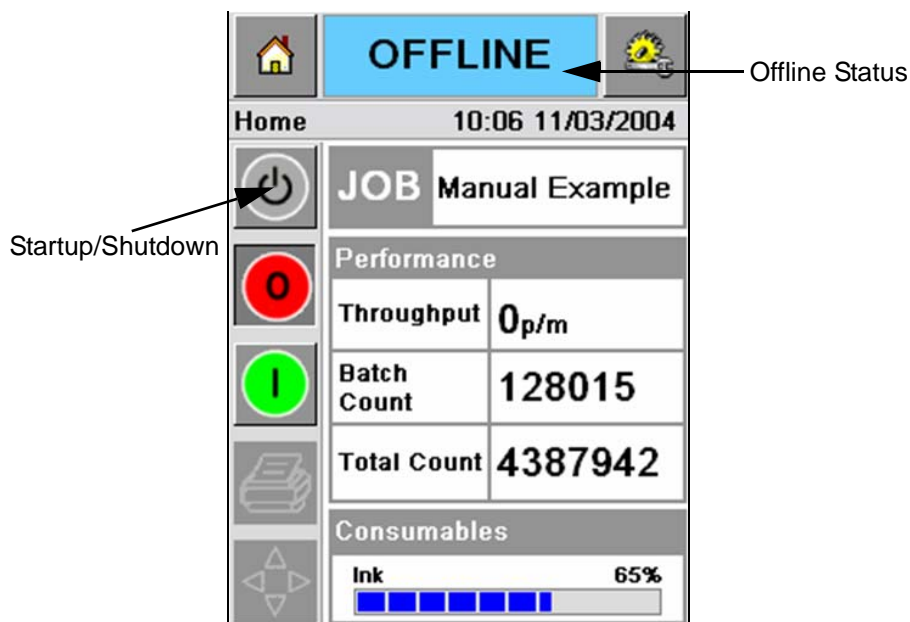 OFFLINE
Offline Status
Home 10:06 11/03/2004
JOB Manual Example
Startup/Shutdown
Performance
0
Throughput 0p/m
I
Batch
Count 128015
Total Count 4387942
Consumables
Ink 65%